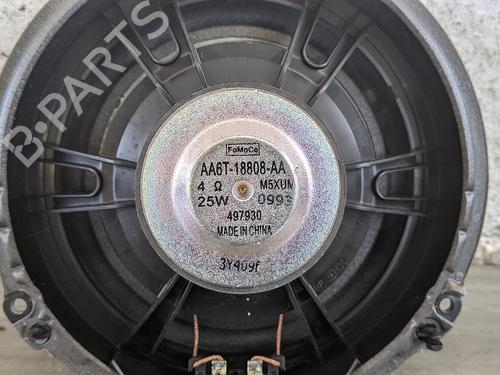 B-PARTS
FoMoCo
AA6T-18808-AA
4 Ω M5XUM
25W 0993
497930
MADE IN CHINA
3Y409f